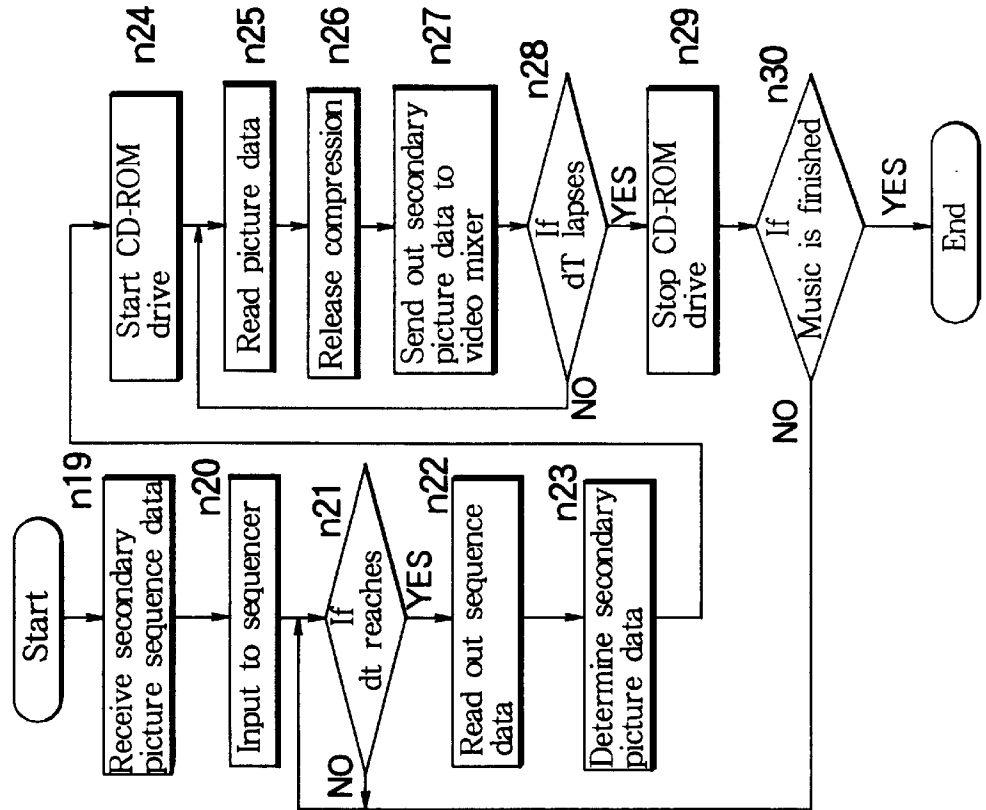 Start
n19
Receive secondary
picture sequence data
n20
Input to sequencer
n21
If
dt reaches
NO
YES
n22
Read out sequence
data
n23
Determine secondary
picture data
n24
Start CD-ROM
drive
n25
Read picture data
n26
Release compression
n27
Send out secondary
picture data to
video mixer
n28
If
dT lapses
NO
YES
n29
Stop CD-ROM
drive
n30
If
Music is finished
NO
YES
End